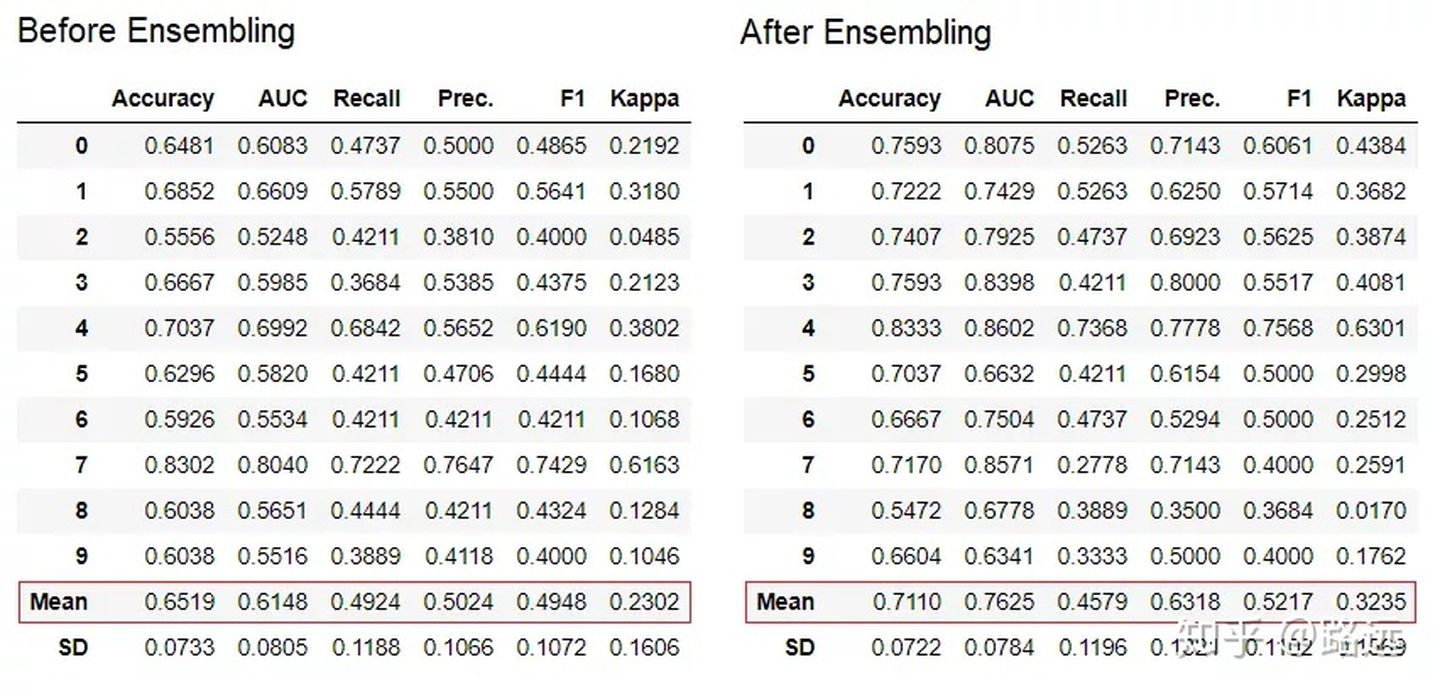 Before Ensembling
Accuracy AUC Recall Prec. F1 Kappa
0 0.6481 0.6083 0.4737 0.5000 0.4865 0.2192
1 0.6852 0.6609 0.5789 0.5500 0.5641 0.3180
2 0.5556 0.5248 0.4211 0.3810 0.4000 0.0485
3 0.6667 0.5985 0.3684 0.5385 0.4375 0.2123
4 0.7037 0.6992 0.6842 0.5652 0.6190 0.3802
5 0.6296 0.5820 0.4211 0.4706 0.4444 0.1680
6 0.5926 0.5534 0.4211 0.4211 0.4211 0.1068
7 0.8302 0.8040 0.7222 0.7647 0.7429 0.6163
8 0.6038 0.5651 0.4444 0.4211 0.4324 0.1284
9 0.6038 0.5516 0.3889 0.4118 0.4000 0.1046
Mean 0.6519 0.6148 0.4924 0.5024 0.4948 0.2302
SD 0.0733 0.0805 0.1188 0.1066 0.1072 0.1606
After Ensembling
Accuracy AUC Recall Prec. F1 Kappa
0 0.7593 0.8075 0.5263 0.7143 0.6061 0.4384
1 0.7222 0.7429 0.5263 0.6250 0.5714 0.3682
2 0.7407 0.7925 0.4737 0.6923 0.5625 0.3874
3 0.7593 0.8398 0.4211 0.8000 0.5517 0.4081
4 0.8333 0.8602 0.7368 0.7778 0.7568 0.6301
5 0.7037 0.6632 0.4211 0.6154 0.5000 0.2998
6 0.6667 0.7504 0.4737 0.5294 0.5000 0.2512
7 0.7170 0.8571 0.2778 0.7143 0.4000 0.2591
8 0.5472 0.6778 0.3889 0.3500 0.3684 0.0170
9 0.6604 0.6341 0.3333 0.5000 0.4000 0.1762
Mean 0.7110 0.7625 0.4579 0.6318 0.5217 0.3235
SD 0.0722 0.0784 0.1196
知乎 @路远